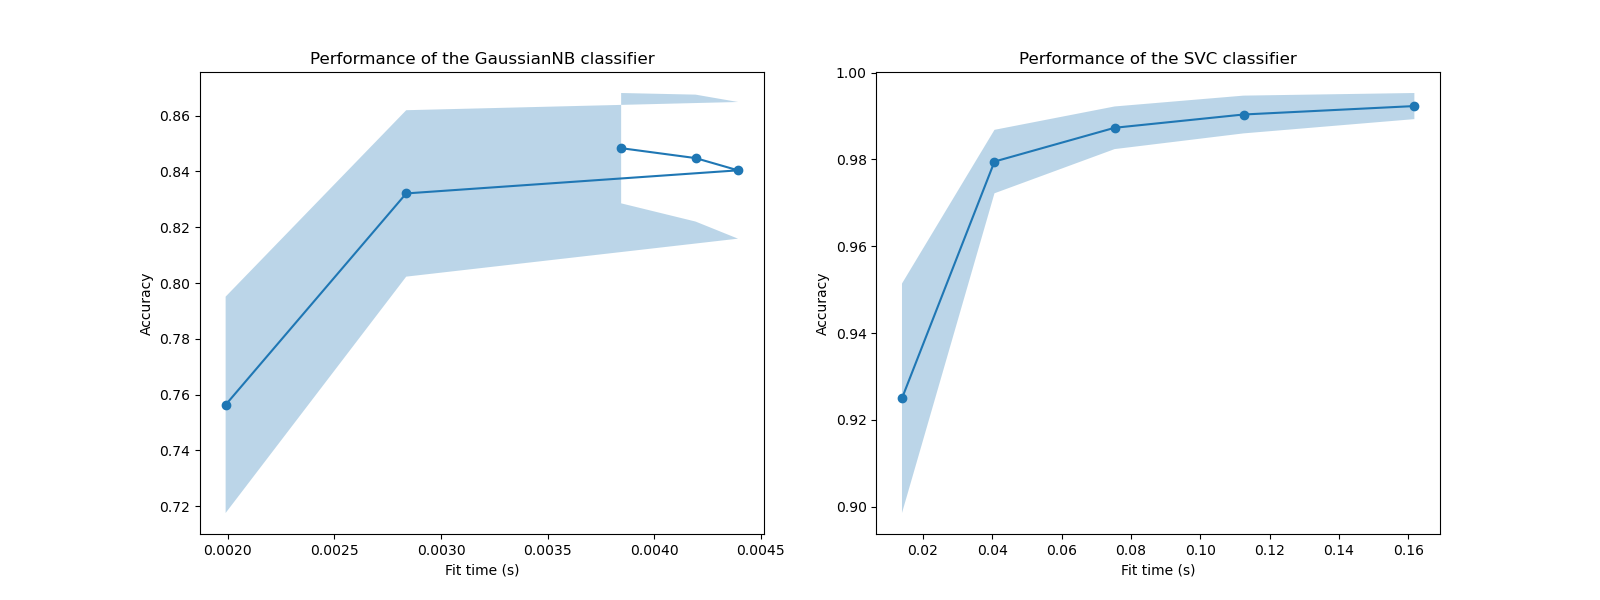 Performance of the GaussianNB classifier
Accuracy
0.86
0.84
0.82
0.80
0.78
0.76
0.74
0.72
0.0020 0.0025 0.0030 0.0035 0.0040 0.0045
Fit time (s)
Performance of the SVC classifier
Accuracy
1.00
0.98
0.96
0.94
0.92
0.90
0.02 0.04 0.06 0.08 0.10 0.12 0.14 0.16
Fit time (s)